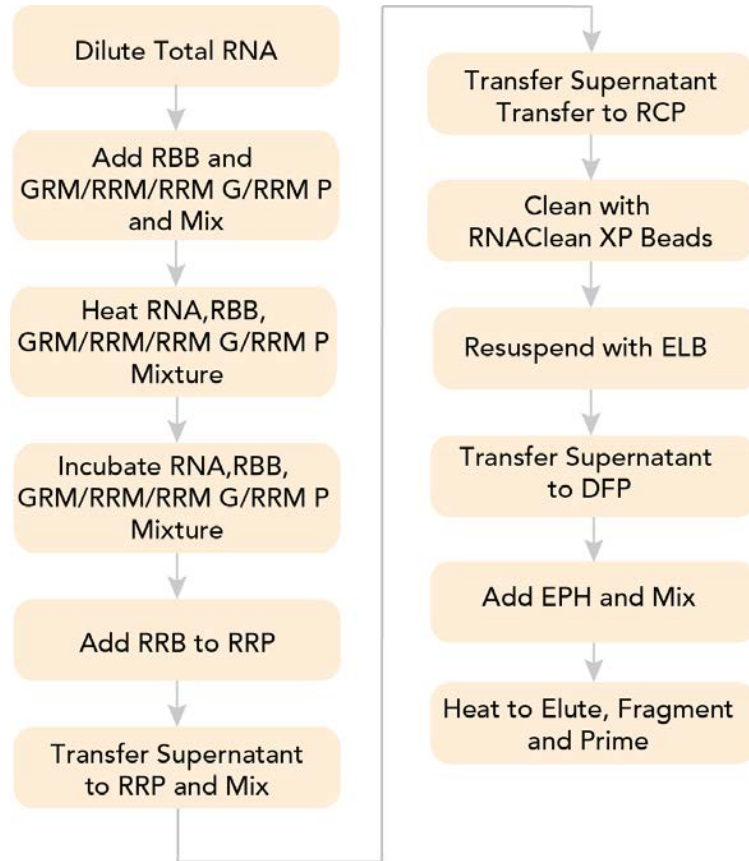 Dilute Total RNA
Add RBB and
GRM/RRM/RRM G/RRM P
and Mix
Heat RNA,RBB,
GRM/RRM/RRM G/RRM P
Mixture
Incubate RNA,RBB,
GRM/RRM/RRM G/RRM P
Mixture
Add RRB to RRP
Transfer Supernatant
to RRP and Mix
Transfer Supernatant
Transfer to RCP
Clean with
RNAClean XP Beads
Resuspend with ELB
Transfer Supernatant
to DFP
Add EPH and Mix
Heat to Elute, Fragment
and Prime